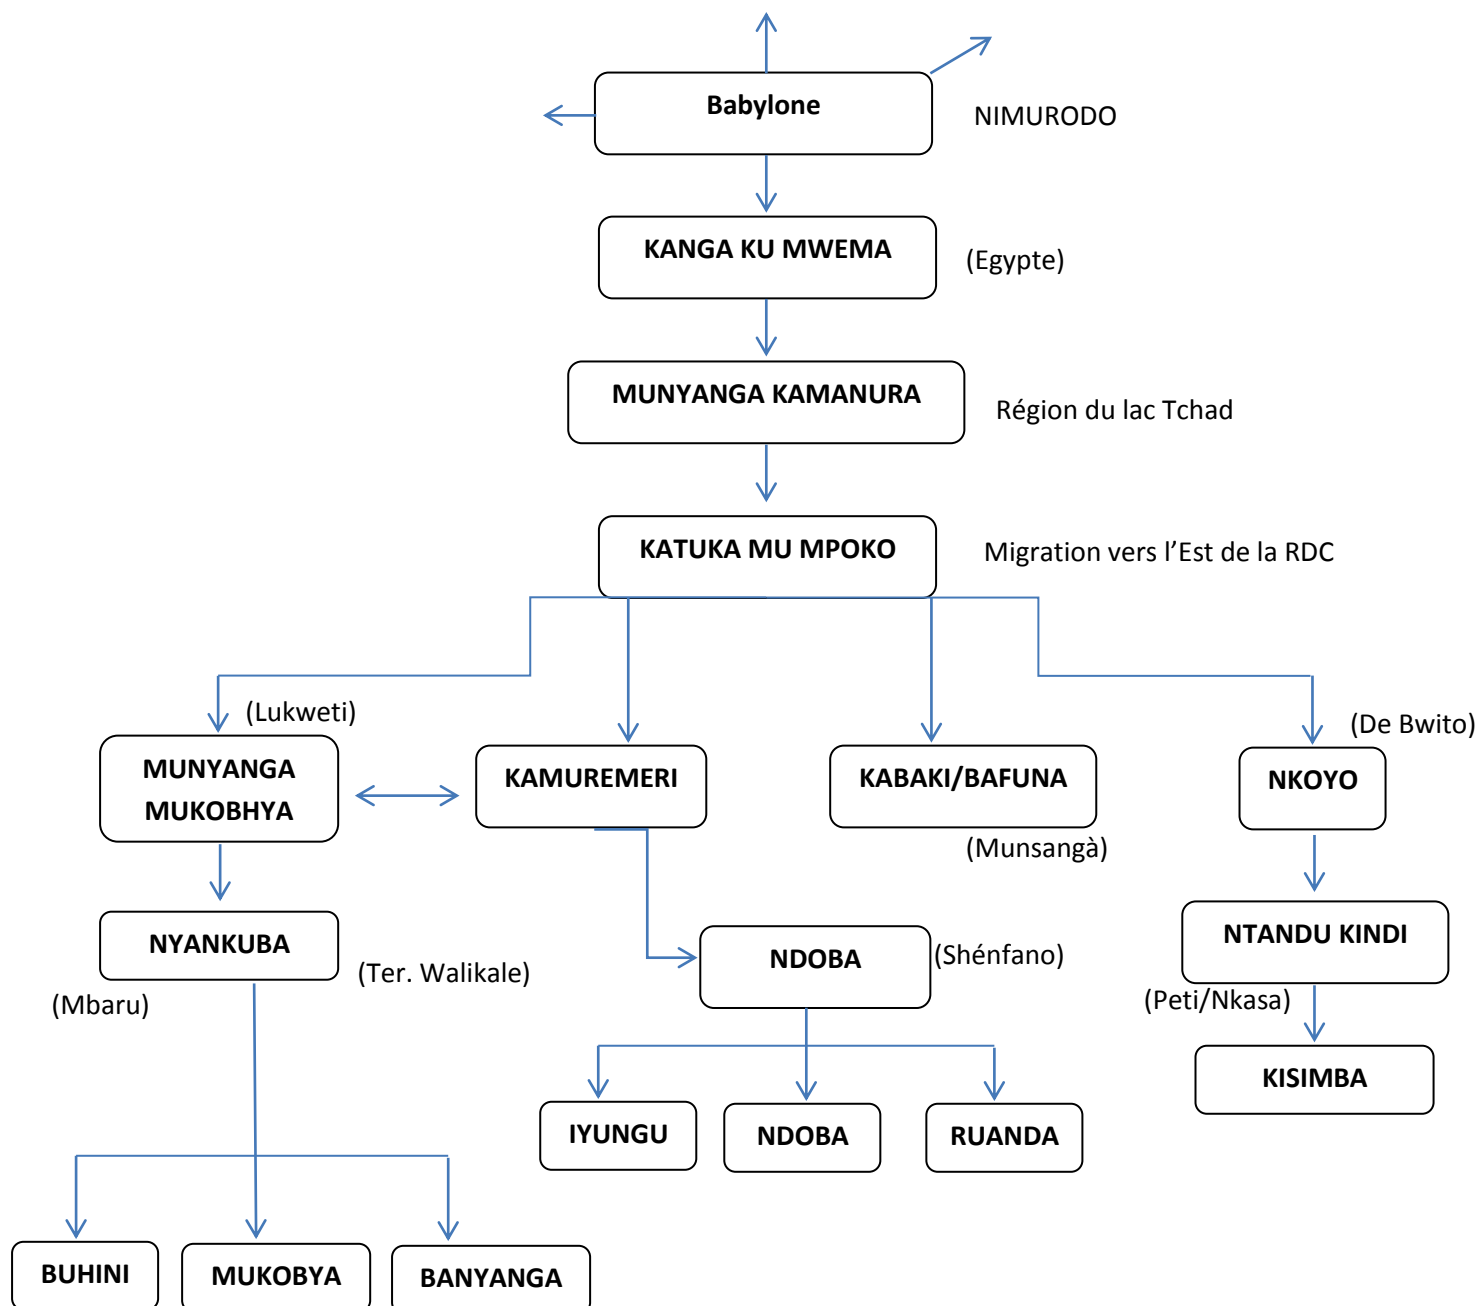 Babylone
NIMURODO
KANGA KU MWEMA
(Egypte)
MUNYANGA KAMANURA
Région du lac Tchad
KATUKA MU MPOKO
Migration vers l’Est de la RDC
(Lukweti)
(De Bwito)
MUNYANGA
MUKOBHYA
KAMUREMERI
KABAKI/BAFUNA
NKOYO
(Munsangà)
NYANKUBA
(Ter. Walikale)
(Mbaru)
NDOBA
(Shénfano)
NTANDU KINDI
(Peti/Nkasa)
KISIMBA
IYUNGU
NDOBA
RUANDA
BUHINI
MUKOBYA
BANYANGA